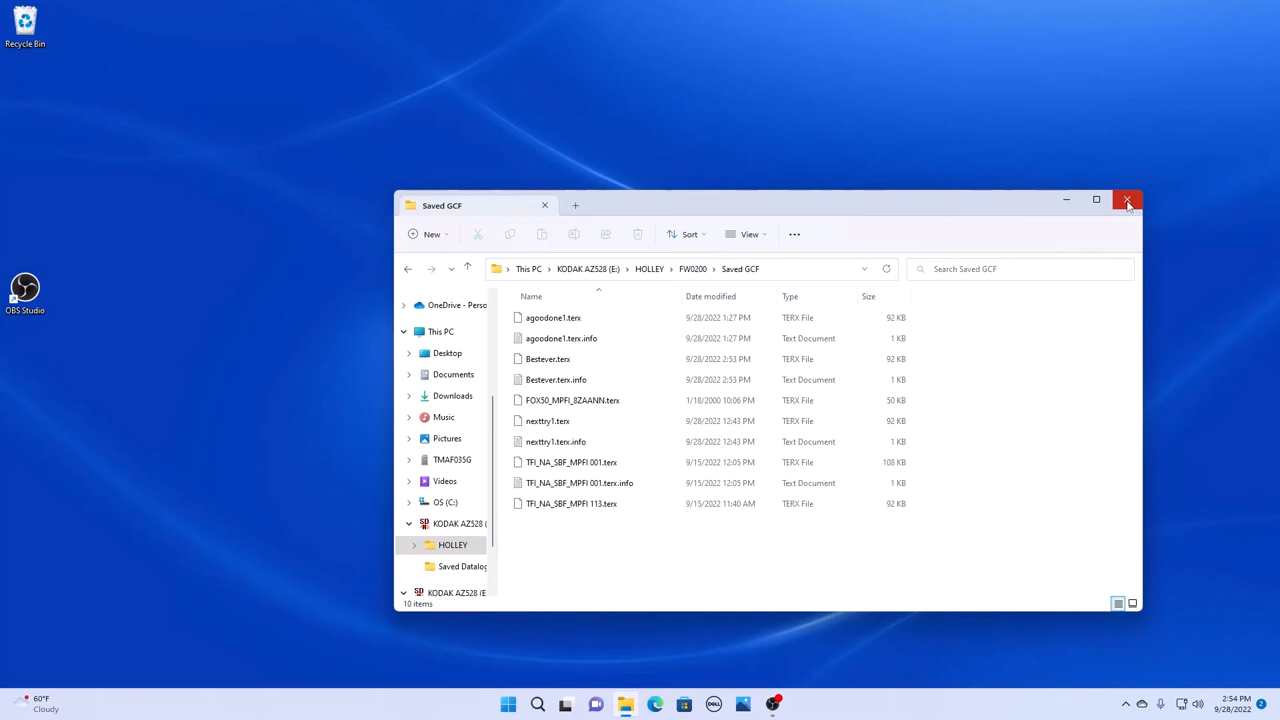 Recycle Bin
OBS Studio
Saved GCF
New
Sort
View
This PC
KODAK AZ528 (E:)
HOLLEY
FW0200
Saved GCF
Search Saved GCF
Name
Date modified
Type
Size
OneDrive - Perso
This PC
Desktop
Documents
Downloads
Music
Pictures
TMAF035G
Videos
OS (C:)
KODAK AZ528 (
HOLLEY
Saved Datalog
KODAK AZ528 (E
agoodone1.terx 9/28/2022 1:27 PM TERX File 92 KB
agoodone1.terx.info 9/28/2022 1:27 PM Text Document 1 KB
Bestever.terx 9/28/2022 2:53 PM TERX File 92 KB
Bestever.terx.info 9/28/2022 2:53 PM Text Document 1 KB
FOX50_MPFI_8ZAANN.terx 1/18/2000 10:06 PM TERX File 50 KB
nexttry1.terx 9/28/2022 12:43 PM TERX File 92 KB
nexttry1.terx.info 9/28/2022 12:43 PM Text Document 1 KB
TFI_NA_SBF_MPFI 001.terx 9/15/2022 12:05 PM TERX File 108 KB
TFI_NA_SBF_MPFI 001.terx.info 9/15/2022 12:05 PM Text Document 1 KB
TFI_NA_SBF_MPFI 113.terx 9/15/2022 11:40 AM TERX File 92 KB
10 items
60°F
Cloudy
DELL
2:54 PM
9/28/2022
2